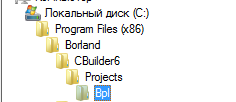 Локальный диск (C:)
Program Files (x86)
Borland
CBuilder6
Projects
Bpl